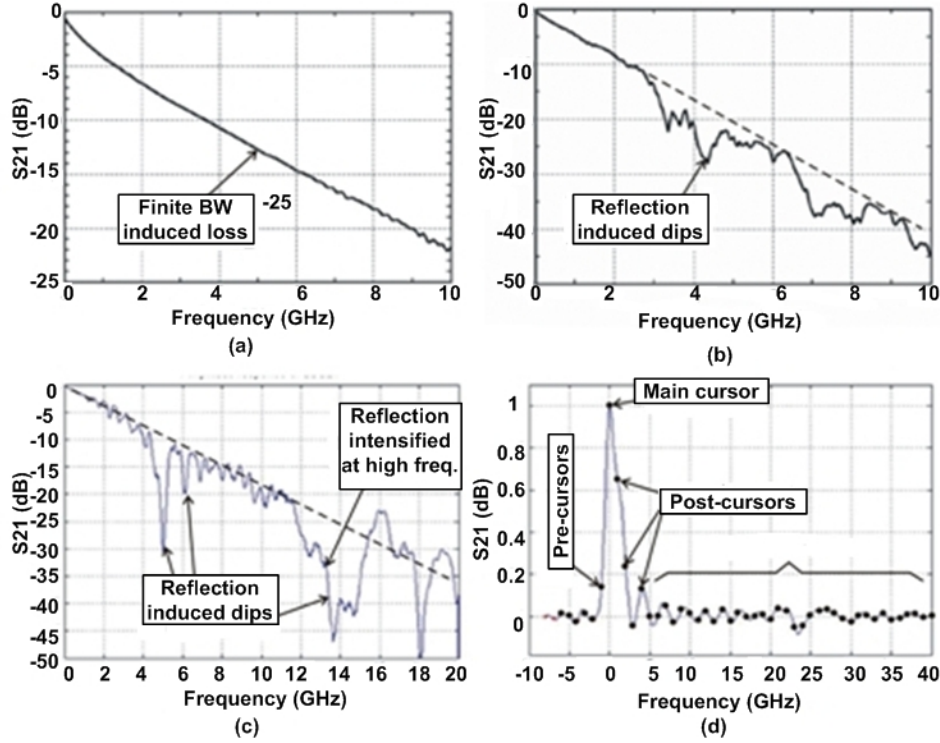 0
-5
-10
-15
-20
-25
S21 (dB)
Finite BW
induced loss
-25
0 2 4 6 8 10
Frequency (GHz)
(a)
0
-10
-20
-30
-40
-50
S21 (dB)
Reflection
induced dips
0 2 4 6 8 10
Frequency (GHz)
(b)
0
-5
-10
-15
-20
-25
-30
-35
-40
-45
-50
S21 (dB)
Reflection
intensified
at high freq.
Reflection
induced dips
0 2 4 6 8 10 12 14 16 18 20
Frequency (GHz)
(c)
1
0.8
0.6
0.4
0.2
0
S21 (dB)
Main cursor
Pre-cursors
Post-cursors
-10 -5 0 5 10 15 20 25 30 35 40
Frequency (GHz)
(d)